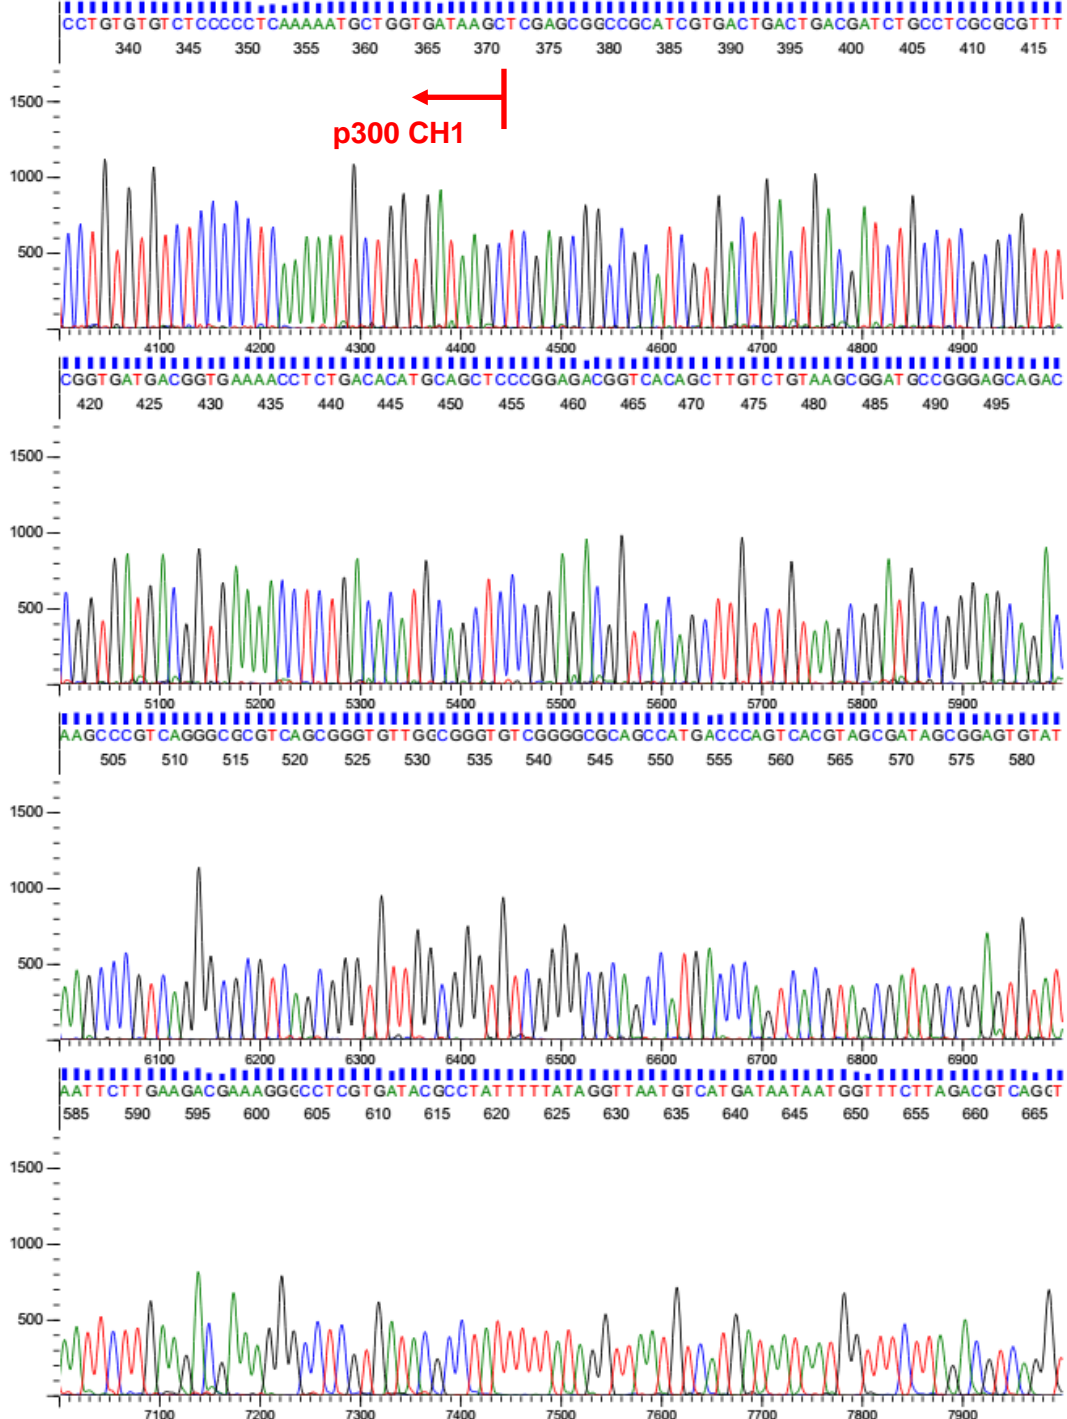 CCTGTGTGTCTCCCCCTCAAAAATGCTGGTGATAAGCTCGAGCGGCCGCATCGTGACTGACTGACGATCTGCCTCGCGCGTTT
340 345 350 355 360 365 370 375 380 385 390 395 400 405 410 415
1500
p300 CH1
1000
500
4100 4200 4300 4400 4500 4600 4700 4800 4900
CGGTGATGACGGTGAAAACCTCTGACACATGCAGCTCCCGGAGACGGTCACAGCTTGTCTGTAAGCGGATGCCGGGAGCAGAC
420 425 430 435 440 445 450 455 460 465 470 475 480 485 490 495
1500
1000
500
5100 5200 5300 5400 5500 5600 5700 5800 5900
AAGCCCGTCAGGGCGCGTCAGCGGGTGTTGGCGGGTGTCGGGGCGCAGCCATGACCCAGTCACGTAGCGATAGCGGAGTGTAT
505 510 515 520 525 530 535 540 545 550 555 560 565 570 575 580
1500
1000
500
6100 6200 6300 6400 6500 6600 6700 6800 6900
AATTCTTGAAGACGAAAGGGCCTCGTGATACGCCTATTTTTATAGGTTAATGTCATGATAATAATGGTTTCTTAGACGTCAGGT
585 590 595 600 605 610 615 620 625 630 635 640 645 650 655 660 665
1500
1000
500
7100 7200 7300 7400 7500 7600 7700 7800 7900